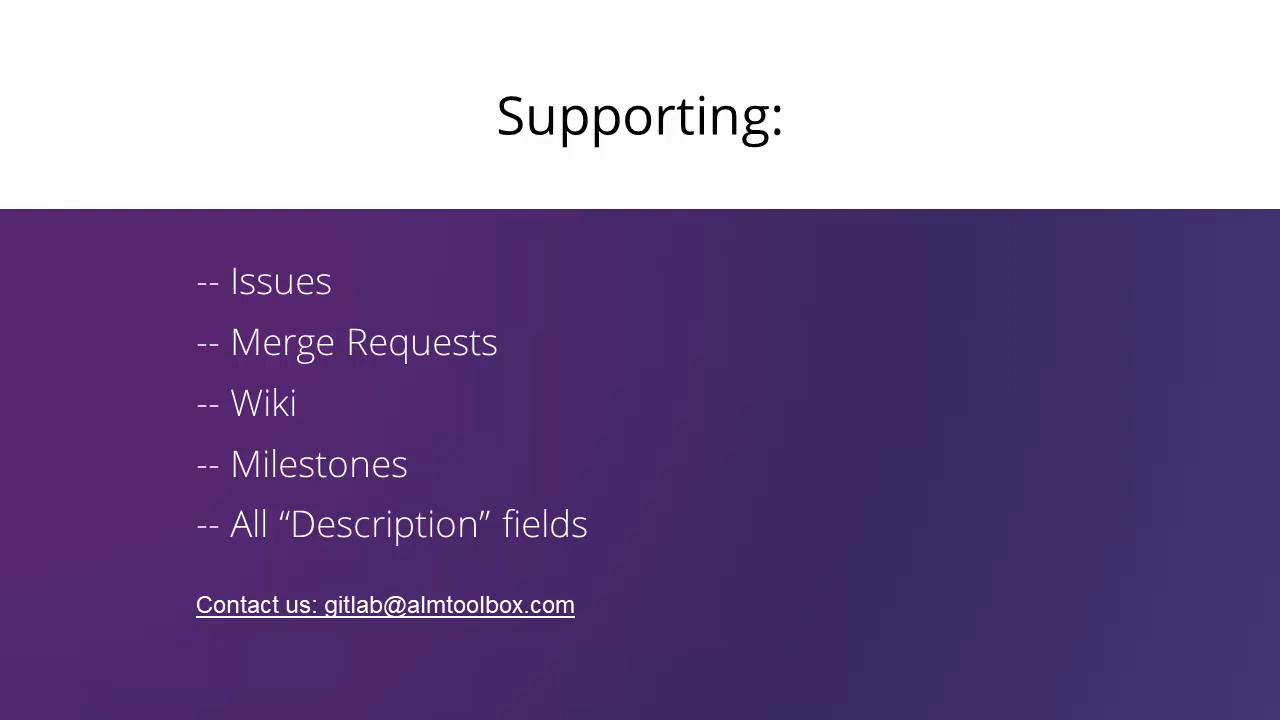 Supporting:
-- Issues
-- Merge Requests
-- Wiki
-- Milestones
-- All “Description” fields
Contact us: gitlab@almtoolbox.com